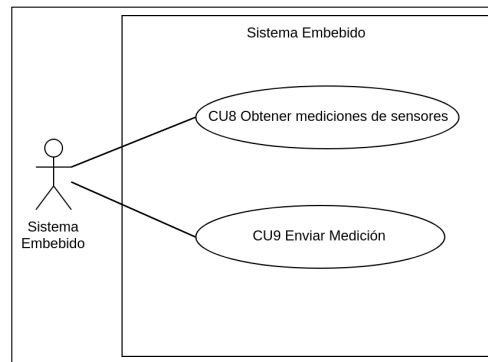 Sistema Embebido
CU8 Obtener mediciones de sensores
Sistema
Embebido
CU9 Enviar Medición